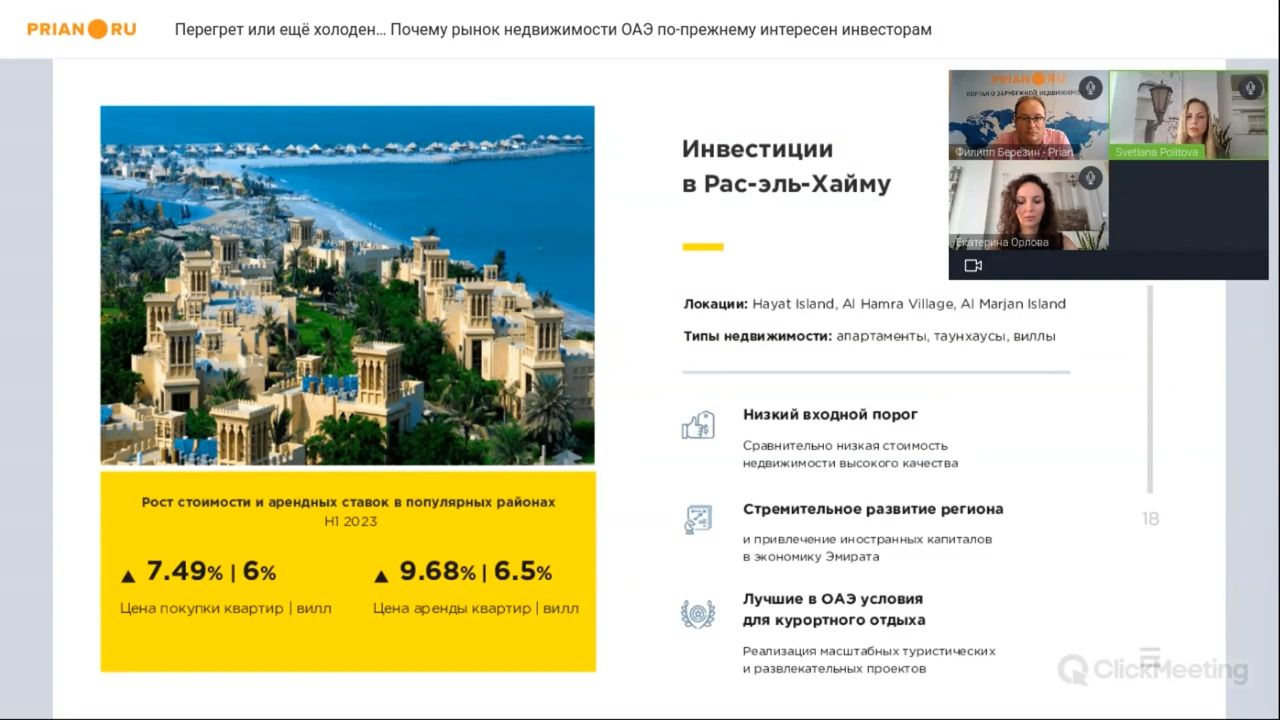 PRIAN RU
Перегрет или ещё холоден... Почему рынок недвижимости ОАЭ по-прежнему интересен инвесторам
PRIAN RU
Филипп Березин - Prian
Svetlana Politova
Екатерина Орлова
Инвестиции
в Рас-эль-Хайму
Локации: Hayat Island, Al Hamra Village, Al Marjan Island
Типы недвижимости: апартаменты, таунхаусы, виллы
Низкий входной порог
Сравнительно низкая стоимость
недвижимости высокого качества
Стремительное развитие региона
и привлечение иностранных капиталов
в экономику Эмирата
Лучшие в ОАЭ условия
для курортного отдыха
Реализация масштабных туристических
и развлекательных проектов
Рост стоимости и арендных ставок в популярных районах
H1 2023
▲ 7.49% | 6%
Цена покупки квартир | вилл
▲ 9.68% | 6.5%
Цена аренды квартир | вилл
18
ClickMeeting